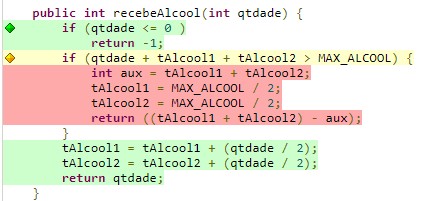 public int recebeAlcool(int qtdade) {
if (qtdade <= 0 )
return -1;
if (qtdade + tAlcool1 + tAlcool2 > MAX_ALCOOL) {
int aux = tAlcool1 + tAlcool2;
tAlcool1 = MAX_ALCOOL / 2;
tAlcool2 = MAX_ALCOOL / 2;
return ((tAlcool1 + tAlcool2) - aux);
}
tAlcool1 = tAlcool1 + (qtdade / 2);
tAlcool2 = tAlcool2 + (qtdade / 2);
return qtdade;
}